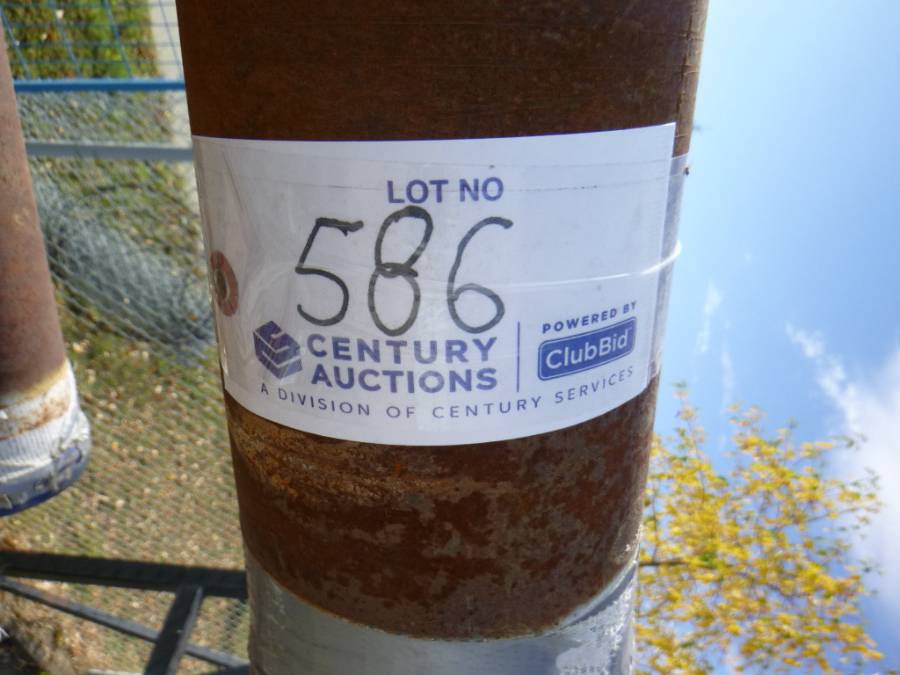 LOT NO
586
CENTURY AUCTIONS
A DIVISION OF CENTURY SERVICES
POWERED BY
ClubBid